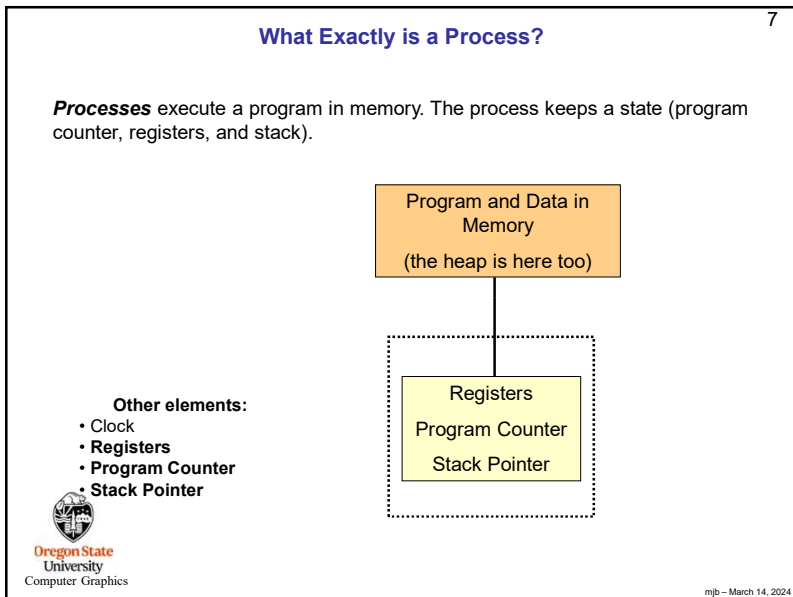 7
What Exactly is a Process?
Processes execute a program in memory. The process keeps a state (program
counter, registers, and stack).
Program and Data in
Memory
(the heap is here too)
Registers
Program Counter
Stack Pointer
Other elements:
• Clock
• Registers
• Program Counter
• Stack Pointer
Oregon State
University
Computer Graphics
mjb – March 14, 2024